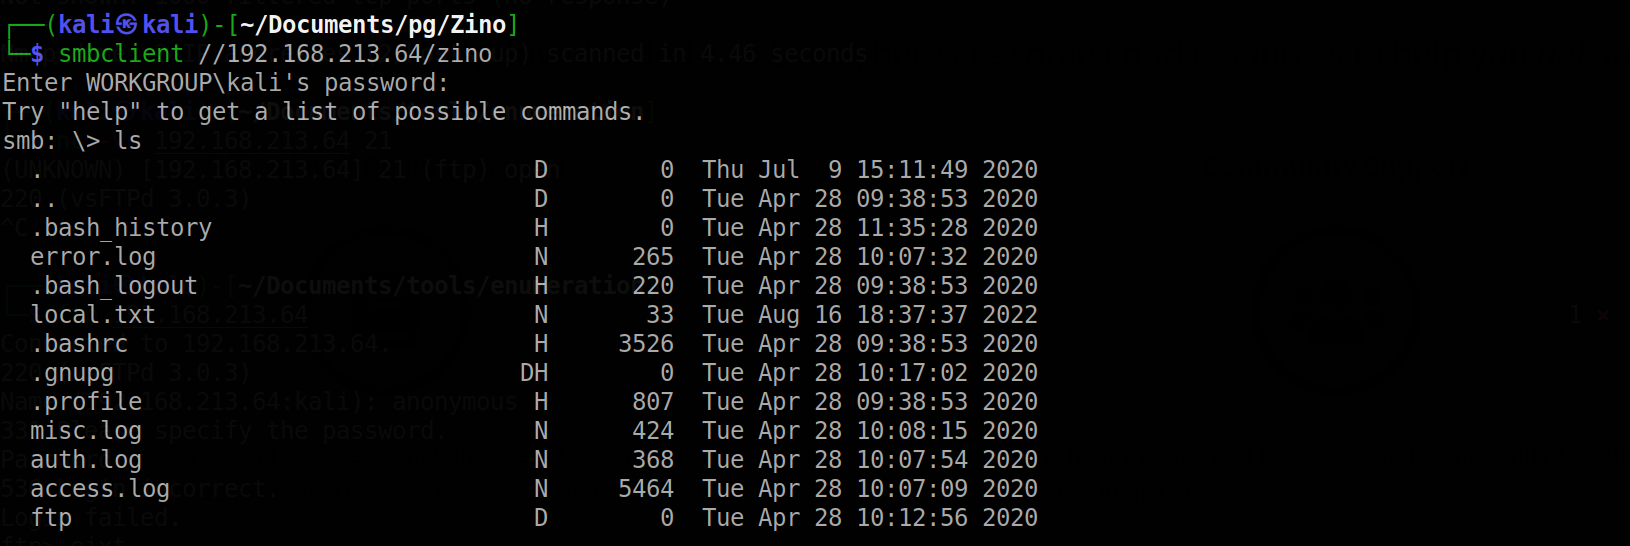 ┌──(kali㉿kali)-[~/Documents/pg/Zino]
└─$ smbclient //192.168.213.64/zino
Enter WORKGROUP\kali's password:
Try "help" to get a list of possible commands.
smb: \> ls
  .                                   D        0  Thu Jul  9 15:11:49 2020
  ..                                  D        0  Tue Apr 28 09:38:53 2020
  .bash_history                       H        0  Tue Apr 28 11:35:28 2020
  error.log                           N      265  Tue Apr 28 10:07:32 2020
  .bash_logout                        H      220  Tue Apr 28 09:38:53 2020
  local.txt                           N       33  Tue Aug 16 18:37:37 2022
  .bashrc                             H     3526  Tue Apr 28 09:38:53 2020
  .gnupg                             DH        0  Tue Apr 28 10:17:02 2020
  .profile                            H      807  Tue Apr 28 09:38:53 2020
  misc.log                            N      424  Tue Apr 28 10:08:15 2020
  auth.log                            N      368  Tue Apr 28 10:07:54 2020
  access.log                          N     5464  Tue Apr 28 10:07:09 2020
  ftp                                 D        0  Tue Apr 28 10:12:56 2020